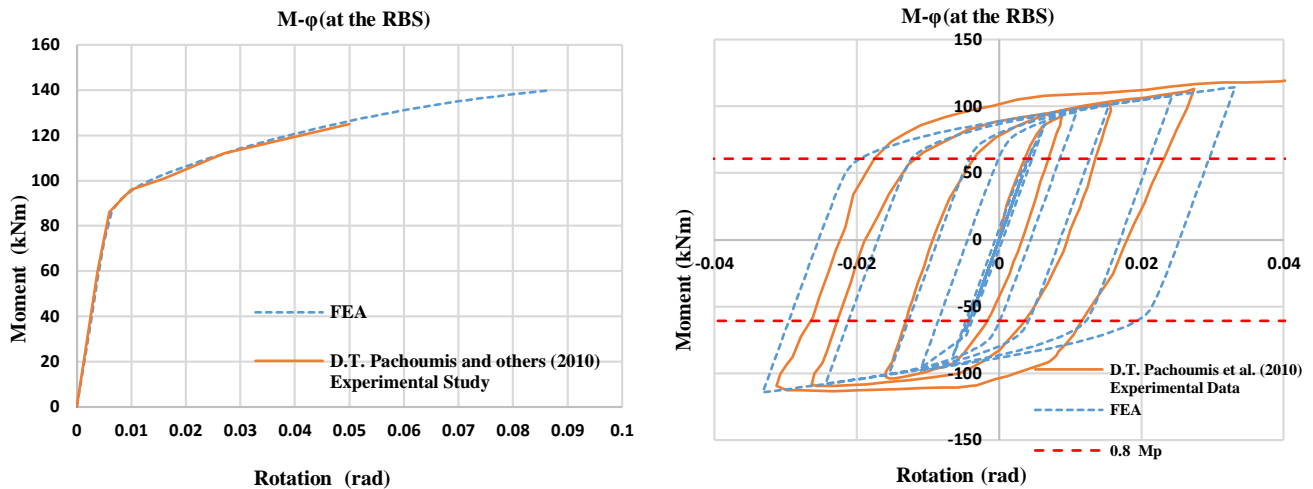 M-φ(at the RBS)
160
140
120
100
80
60
40
20
0
Moment (kNm)
FEA
D.T. Pachoumis and others (2010)
Experimental Study
0 0.01 0.02 0.03 0.04 0.05 0.06 0.07 0.08 0.09 0.1
Rotation (rad)
M-φ(at the RBS)
150
100
50
0
-50
-100
-150
-0.04 -0.02 0 0.02 0.04
Moment (kNm)
D.T. Pachoumis et al. (2010)
Experimental Data
FEA
0.8 Mp
Rotation (rad)